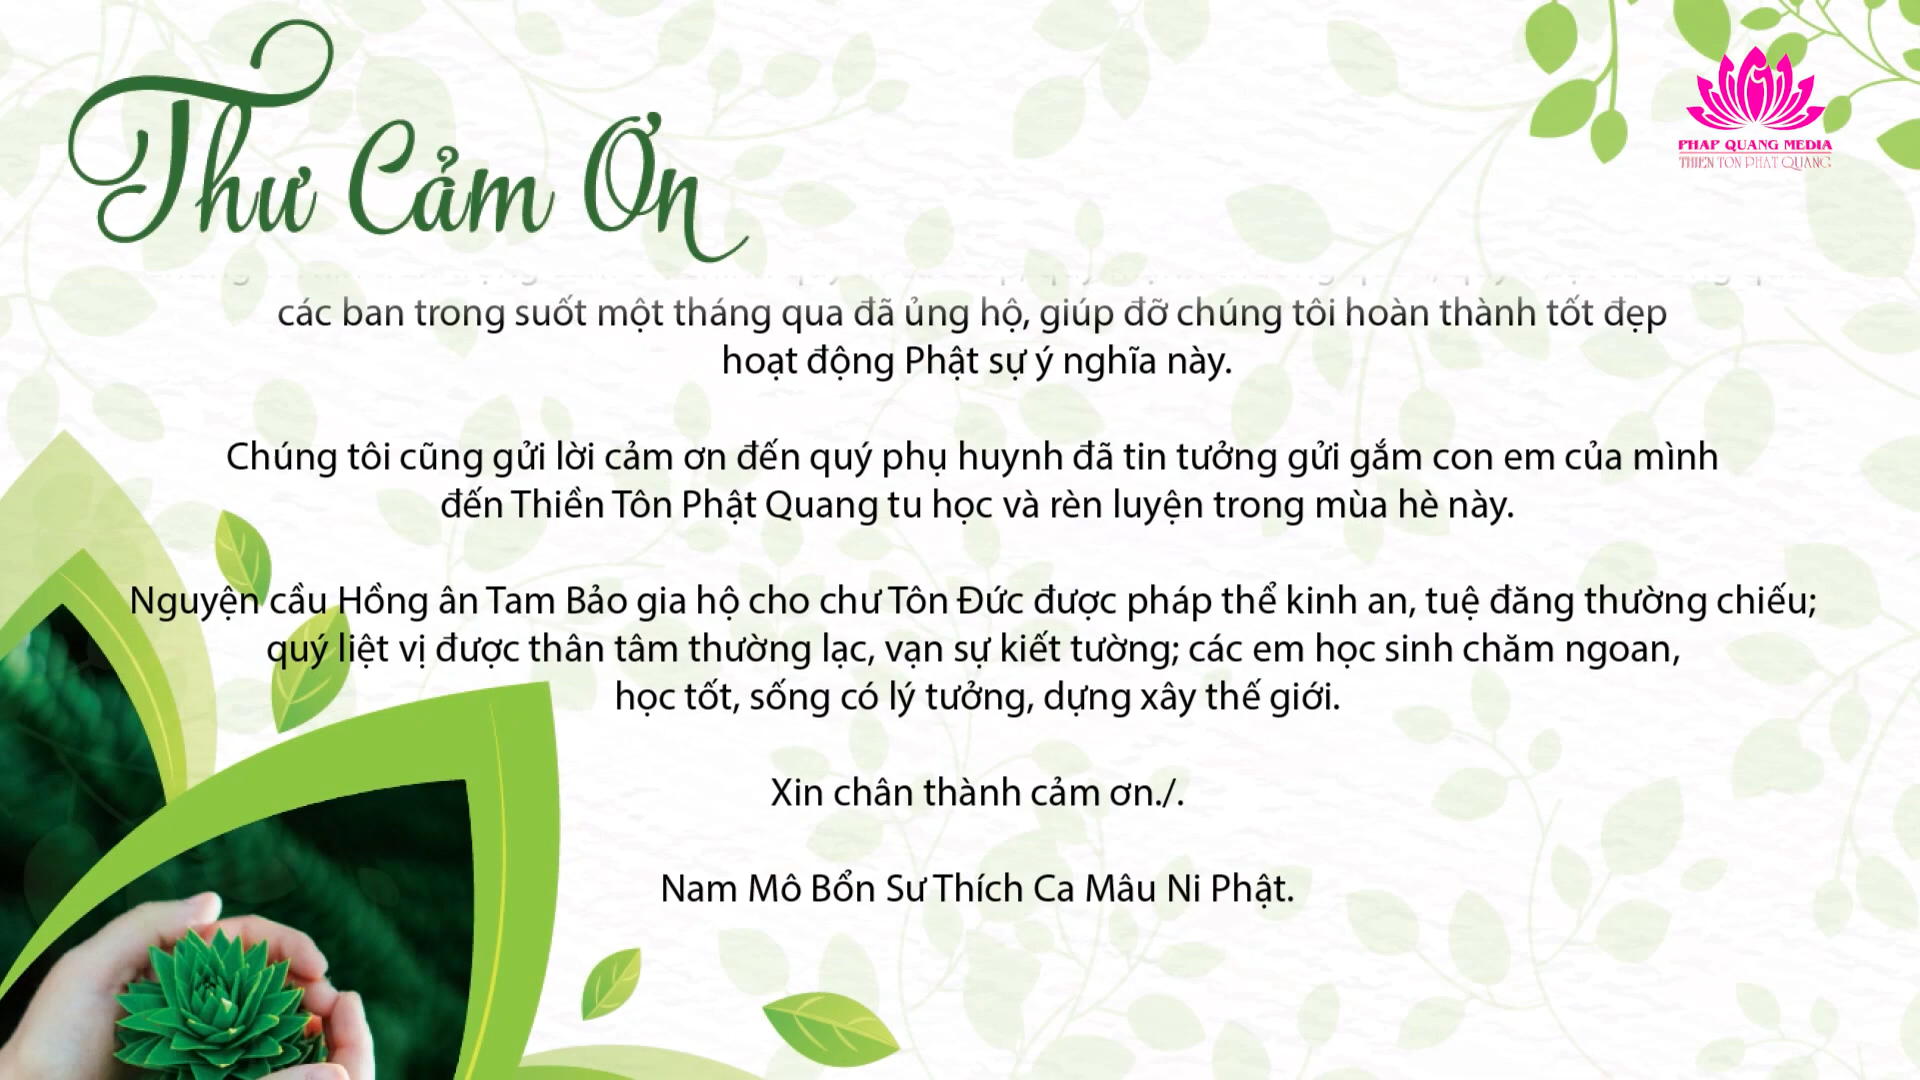 Thư Cảm Ơn
PHAP QUANG MEDIA
THIEN TON PHAT QUANG
các ban trong suốt một tháng qua đã ủng hộ, giúp đỡ chúng tôi hoàn thành tốt đẹp
hoạt động Phật sự ý nghĩa này.
Chúng tôi cũng gửi lời cảm ơn đến quý phụ huynh đã tin tưởng gửi gắm con em của mình
đến Thiền Tôn Phật Quang tu học và rèn luyện trong mùa hè này.
Nguyện cầu Hồng ân Tam Bảo gia hộ cho chư Tôn Đức được pháp thể kinh an, tuệ đăng thường chiếu;
quý liệt vị được thân tâm thường lạc, vạn sự kiết tường; các em học sinh chăm ngoan,
học tốt, sống có lý tưởng, dựng xây thế giới.
Xin chân thành cảm ơn./.
Nam Mô Bổn Sư Thích Ca Mâu Ni Phật.